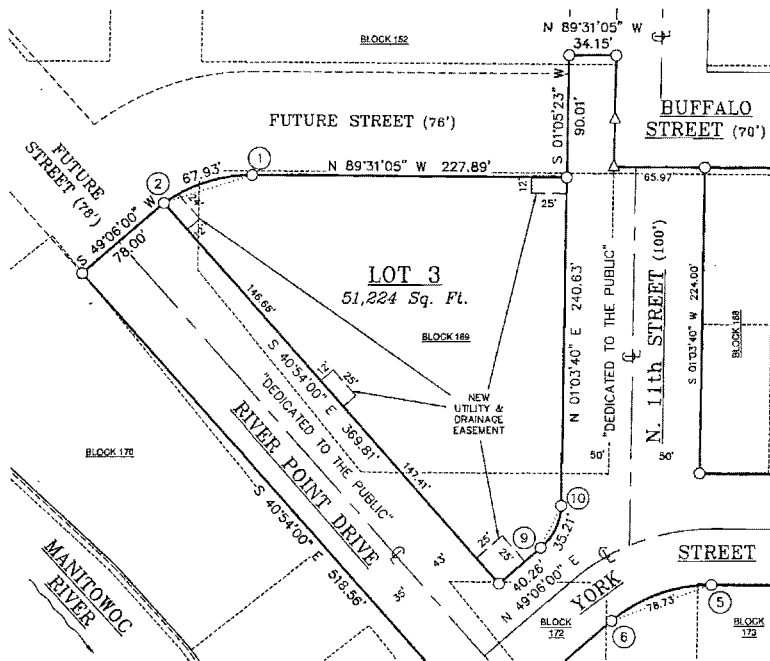 N 89°31'05" W
34.15'
BLOCK 152
℄
S 01°05'23" W
90.01'
BUFFALO
STREET (70')
FUTURE STREET (76')
FUTURE
STREET (78')
67.93'
1
N 89°31'05" W 227.89'
2
12'
25'
65.97
24'
12'
S 49°06'00" W
78.00'
LOT 3
51,224 Sq. Ft.
BLOCK 169
146.66'
N 01°03'40" E 240.63'
"DEDICATED TO THE PUBLIC"
N. 11th STREET (100')
℄
S 01°03'40" W 224.00'
BLOCK 168
12'
25'
S 40°54'00" E 369.81'
NEW
UTILITY &
DRAINAGE
EASEMENT
"DEDICATED TO THE PUBLIC"
RIVER POINT DRIVE
147.41'
BLOCK 170
50'
50'
S 40°54'00" E 518.56'
10
35.21'
25'
25'
9
40.26'
N 49°06'00" E
℄
℄
43'
35'
MANITOWOC
RIVER
YORK
STREET
78.73'
5
6
BLOCK
172
BLOCK
173